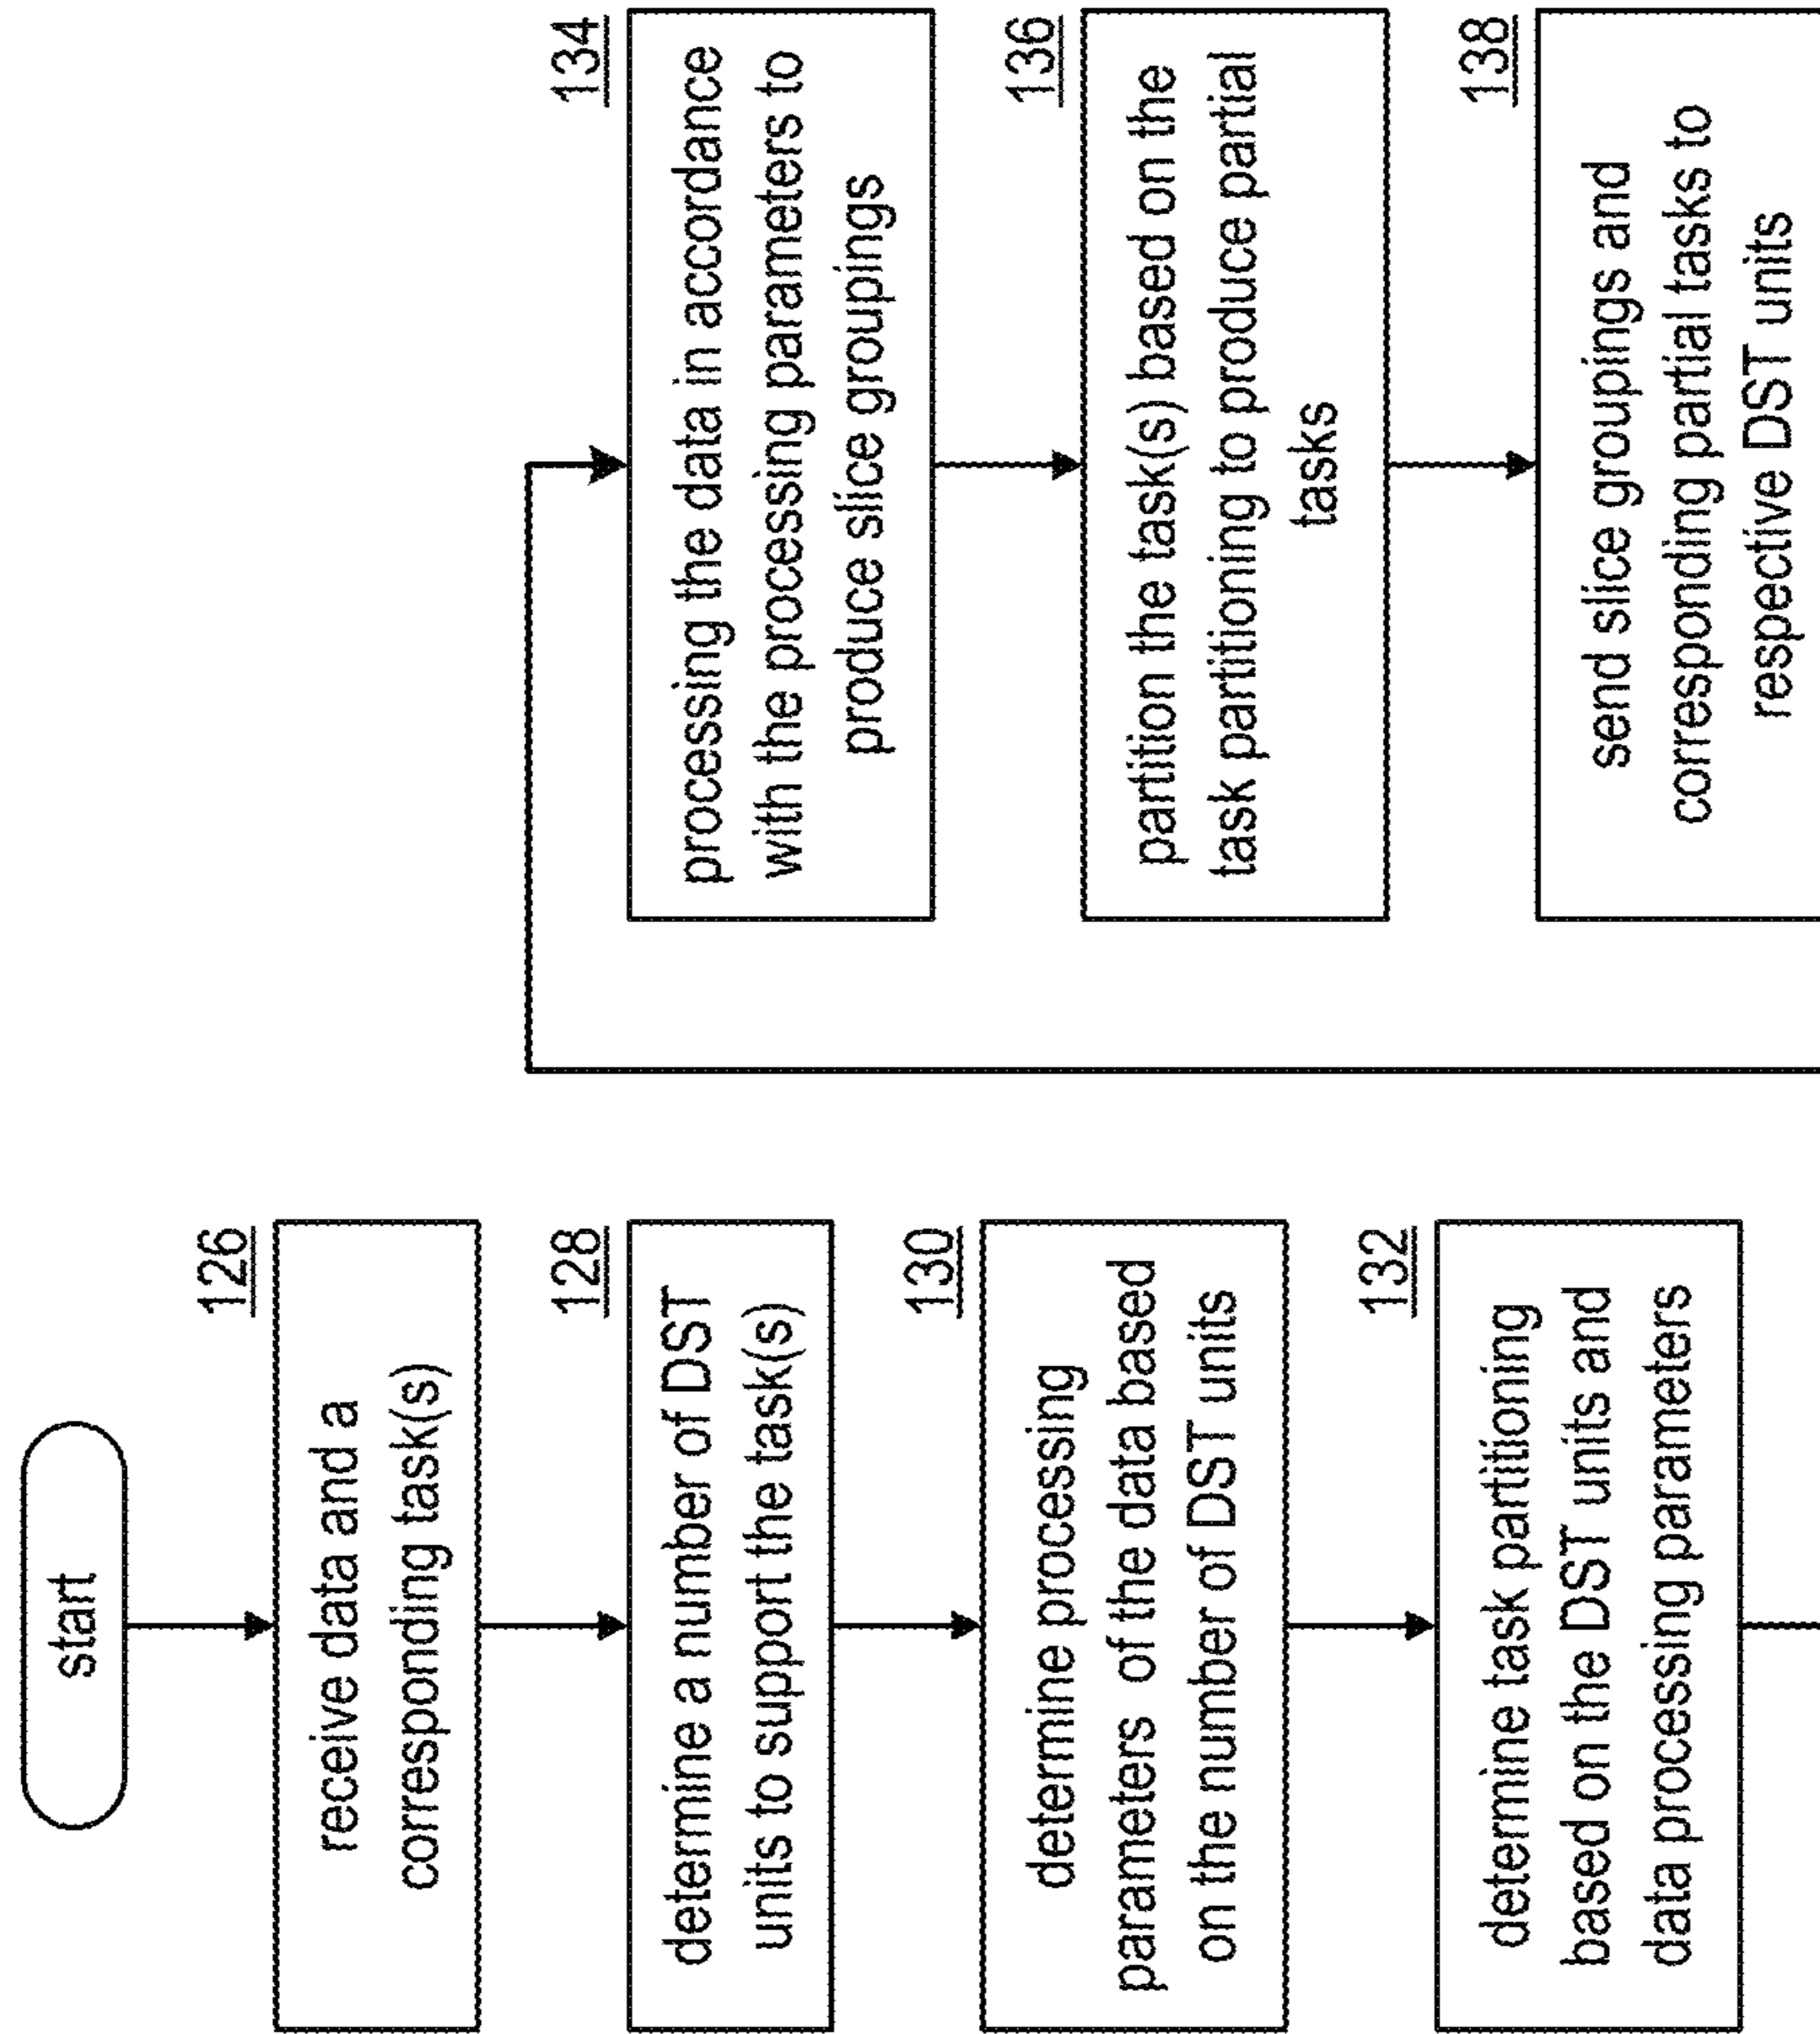 start
126
receive data and a
corresponding task(s)
128
determine a number of DST
units to support the task(s)
130
determine processing
parameters of the data based
on the number of DST units
132
determine task partitioning
based on the DST units and
data processing parameters
134
processing the data in accordance
with the processing parameters to
produce slice groupings
136
partition the task(s) based on the
task partitioning to produce partial
tasks
138
send slice groupings and
corresponding partial tasks to
respective DST units